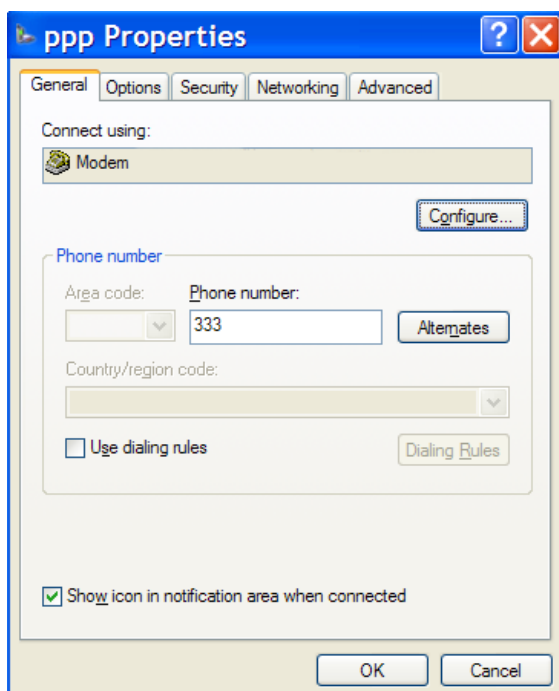 ppp Properties
General Options Security Networking Advanced
Connect using:
Modem
Configure...
Phone number
Area code: Phone number:
333 Alternates
Country/region code:
Use dialing rules Dialing Rules
Show icon in notification area when connected
OK Cancel